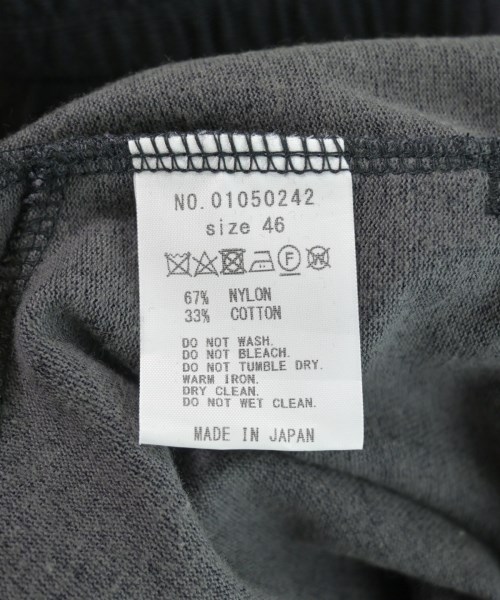 NO.01050242
size 46
F W
67% NYLON
33% COTTON
DO NOT WASH.
DO NOT BLEACH.
DO NOT TUMBLE DRY.
WARM IRON.
DRY CLEAN.
DO NOT WET CLEAN.
MADE IN JAPAN